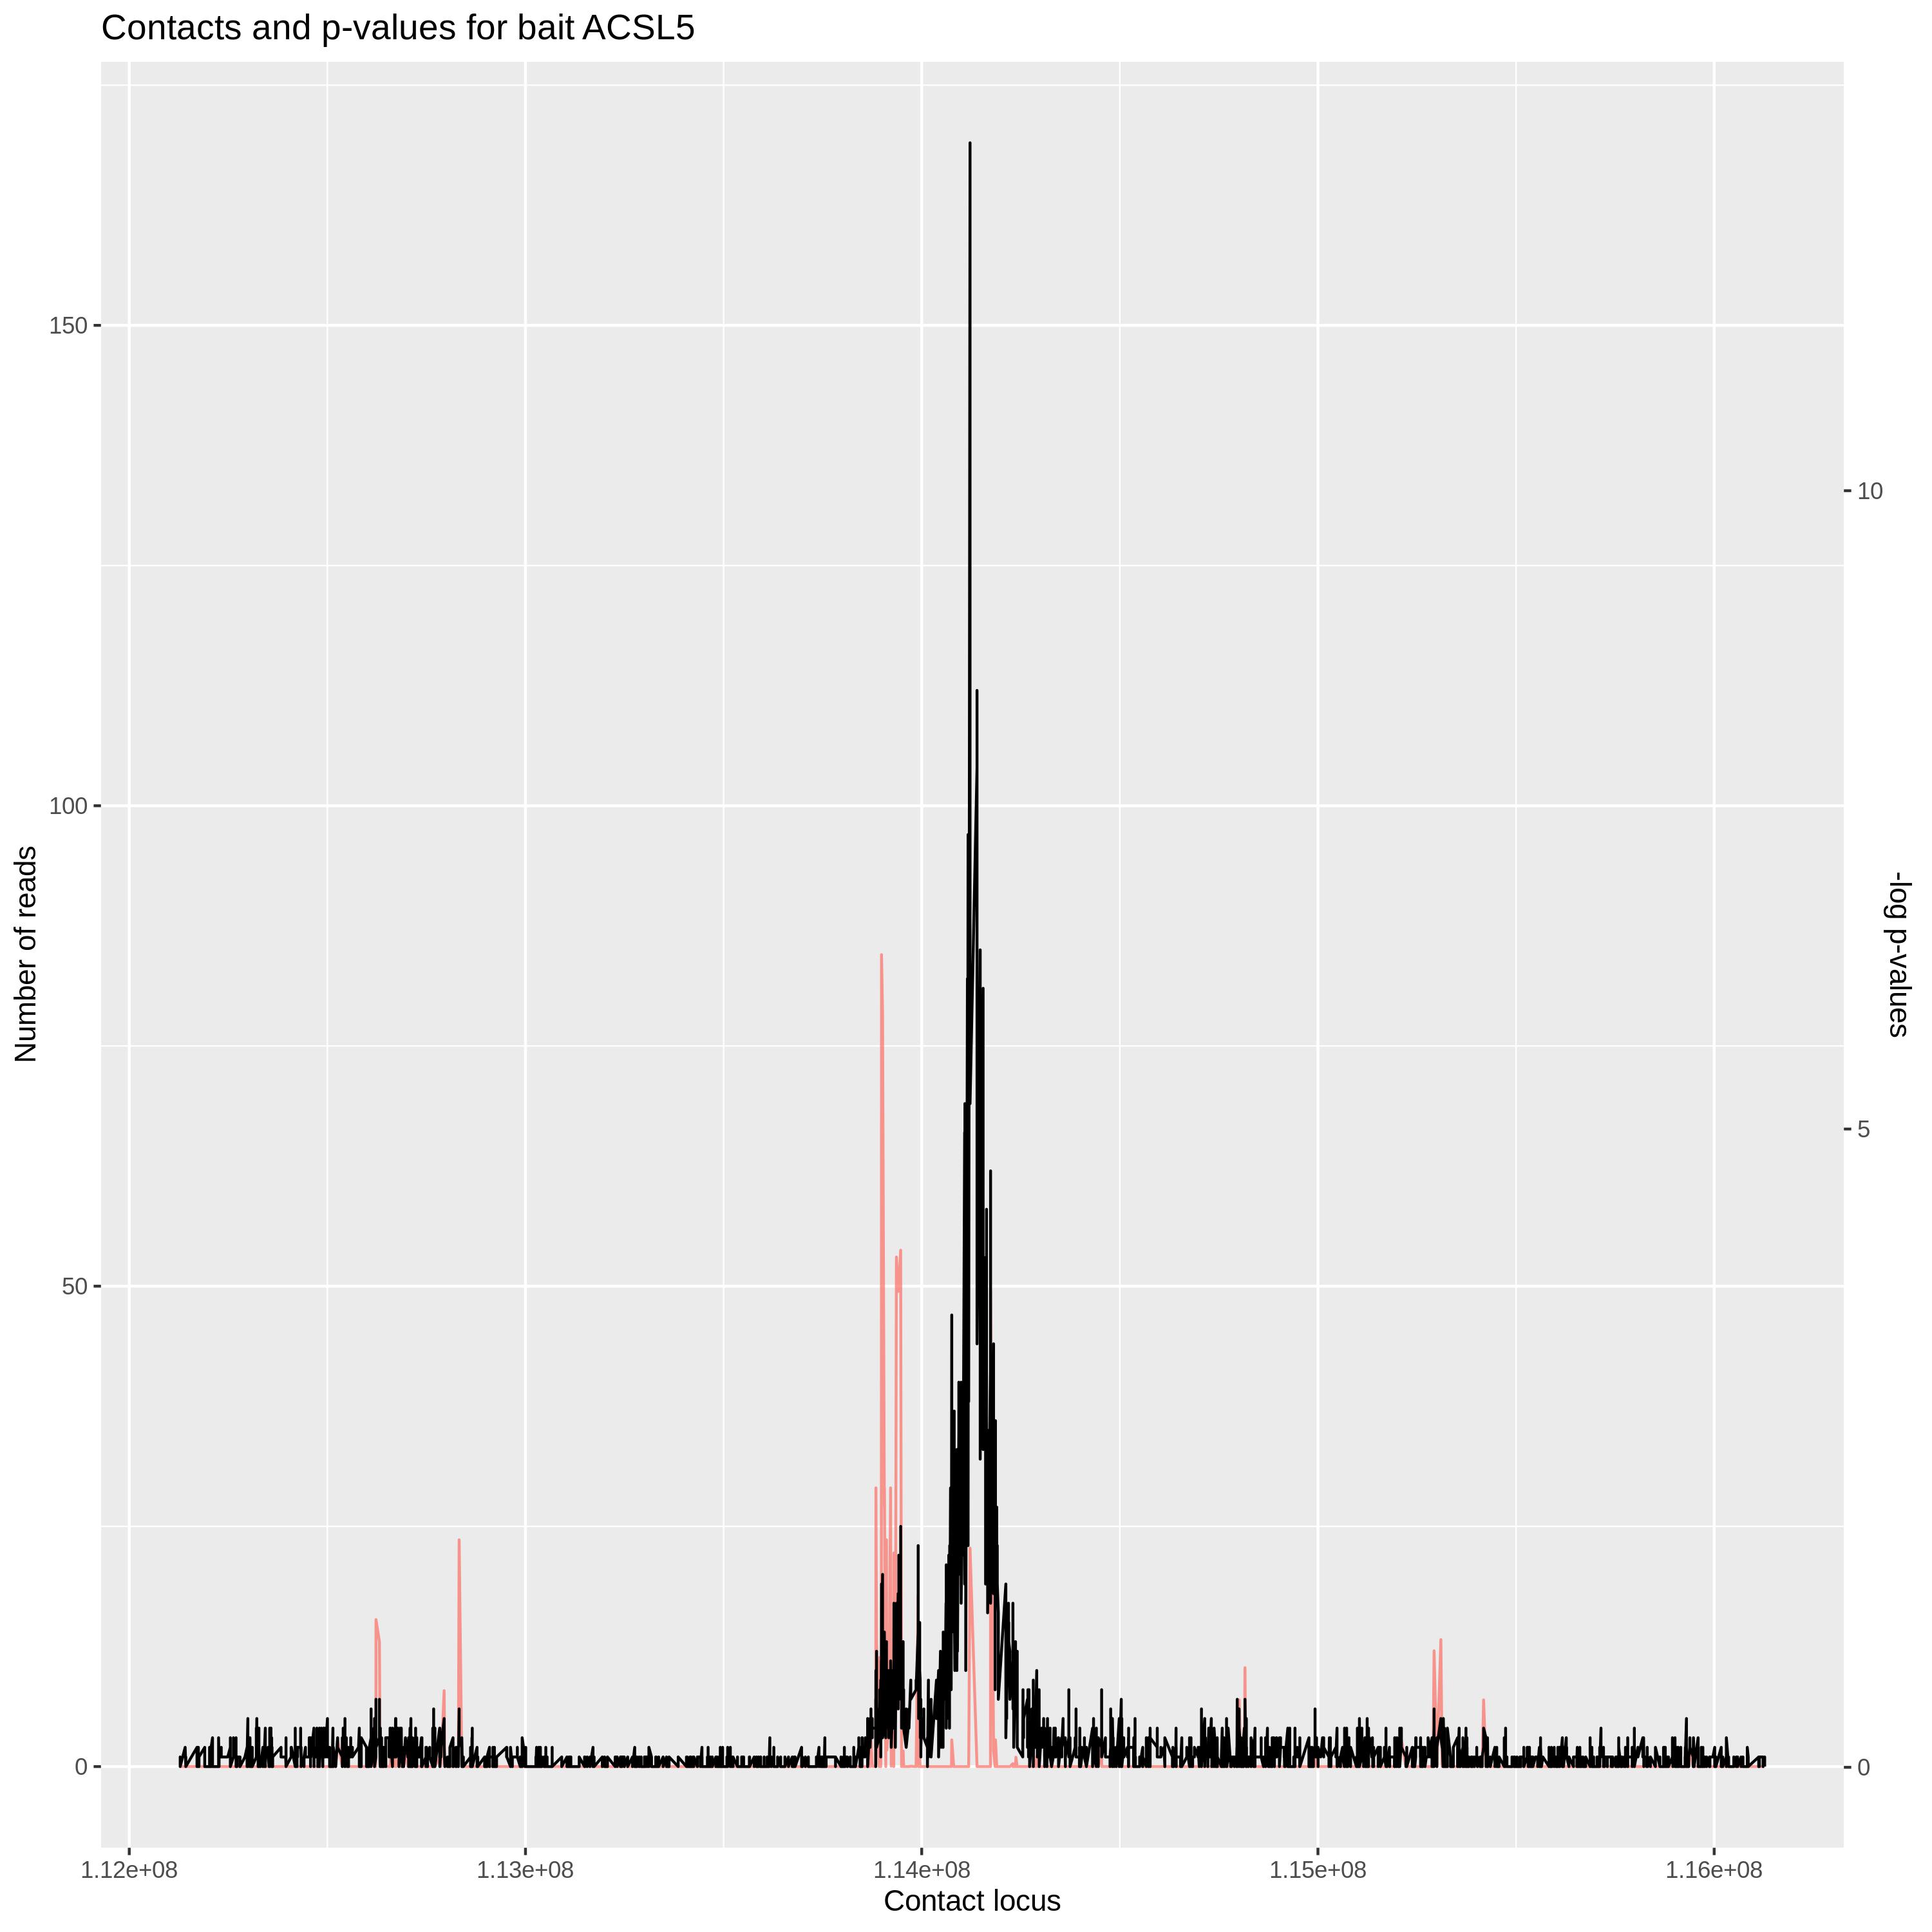 Contacts and p-values for bait ACSL5
150
100
50
0
Number of reads
10
5
0
-log p-values
1.12e+08
1.13e+08
1.14e+08
1.15e+08
1.16e+08
Contact locus